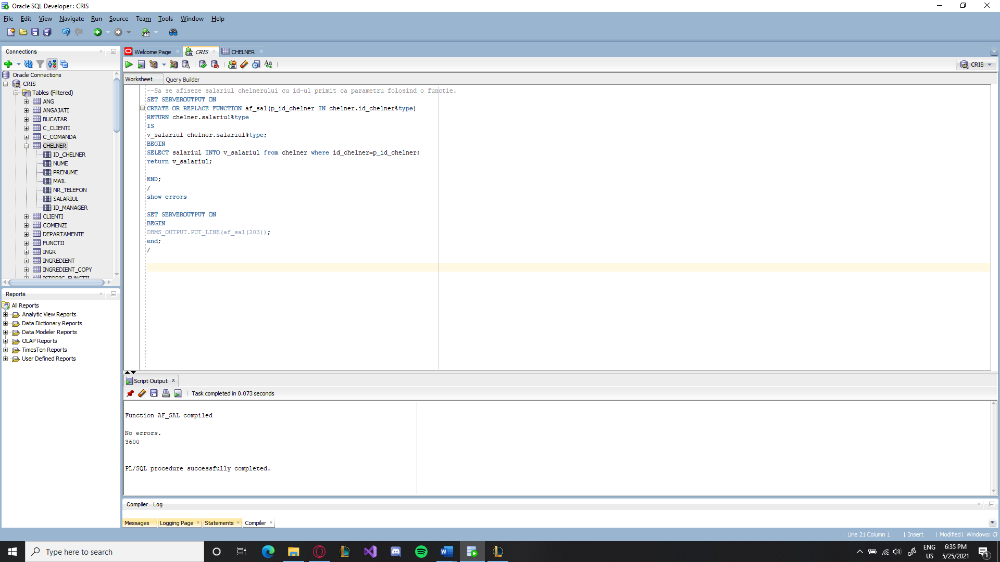 Oracle SQL Developer : CRIS
File Edit View Navigate Run Source Team Tools Window Help
Connections
Oracle Connections
CRIS
Tables (Filtered)
ANG
ANGAJATI
BUCATAR
C_CLIENTI
C_COMANDA
CHELNER
ID_CHELNER
NUME
PRENUME
MAIL
NR_TELEFON
SALARIUL
ID_MANAGER
CLIENTI
COMENZI
DEPARTAMENTE
FUNCTII
INGR
INGREDIENT
INGREDIENT_COPY
ISTORIC_FUNCTII
Reports
All Reports
Analytic View Reports
Data Dictionary Reports
Data Modeler Reports
OLAP Reports
TimesTen Reports
User Defined Reports
Welcome Page CRIS CHELNER
CRIS
Worksheet Query Builder
--Sa se afiseze salariul chelnerului cu id-ul primit ca parametru folosind o functie.
SET SERVEROUTPUT ON
CREATE OR REPLACE FUNCTION af_sal(p_id_chelner IN chelner.id_chelner%type)
RETURN chelner.salariul%type
IS
v_salariul chelner.salariul%type;
BEGIN
SELECT salariul INTO v_salariul from chelner where id_chelner=p_id_chelner;
return v_salariul;
END;
/
show errors
SET SERVEROUTPUT ON
BEGIN
DBMS_OUTPUT.PUT_LINE(af_sal(203));
end;
/
Script Output
Task completed in 0.073 seconds
Function AF_SAL compiled
No errors.
3600
PL/SQL procedure successfully completed.
Compiler - Log
Messages Logging Page Statements Compiler
Line 21 Column 1 Insert Modified Windows: CF
Type here to search
ENG
US
6:35 PM
5/25/2021
1